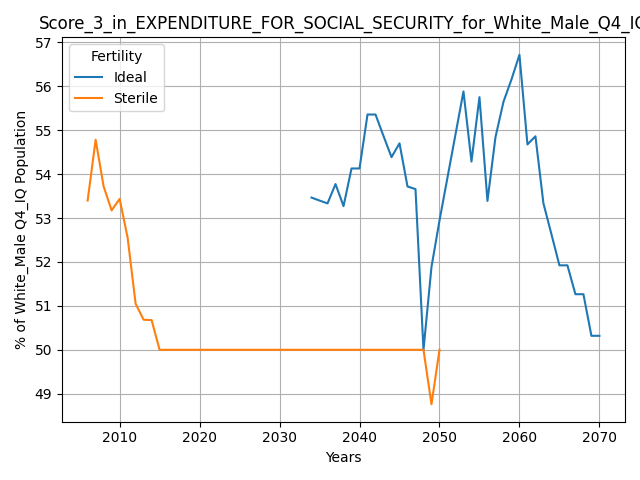 Score_3_in_EXPENDITURE_FOR_SOCIAL_SECURITY_for_White_Male_Q4_IQ
Fertility
Ideal
Sterile
57
56
55
54
53
52
51
50
49
% of White_Male Q4_IQ Population
2010 2020 2030 2040 2050 2060 2070
Years